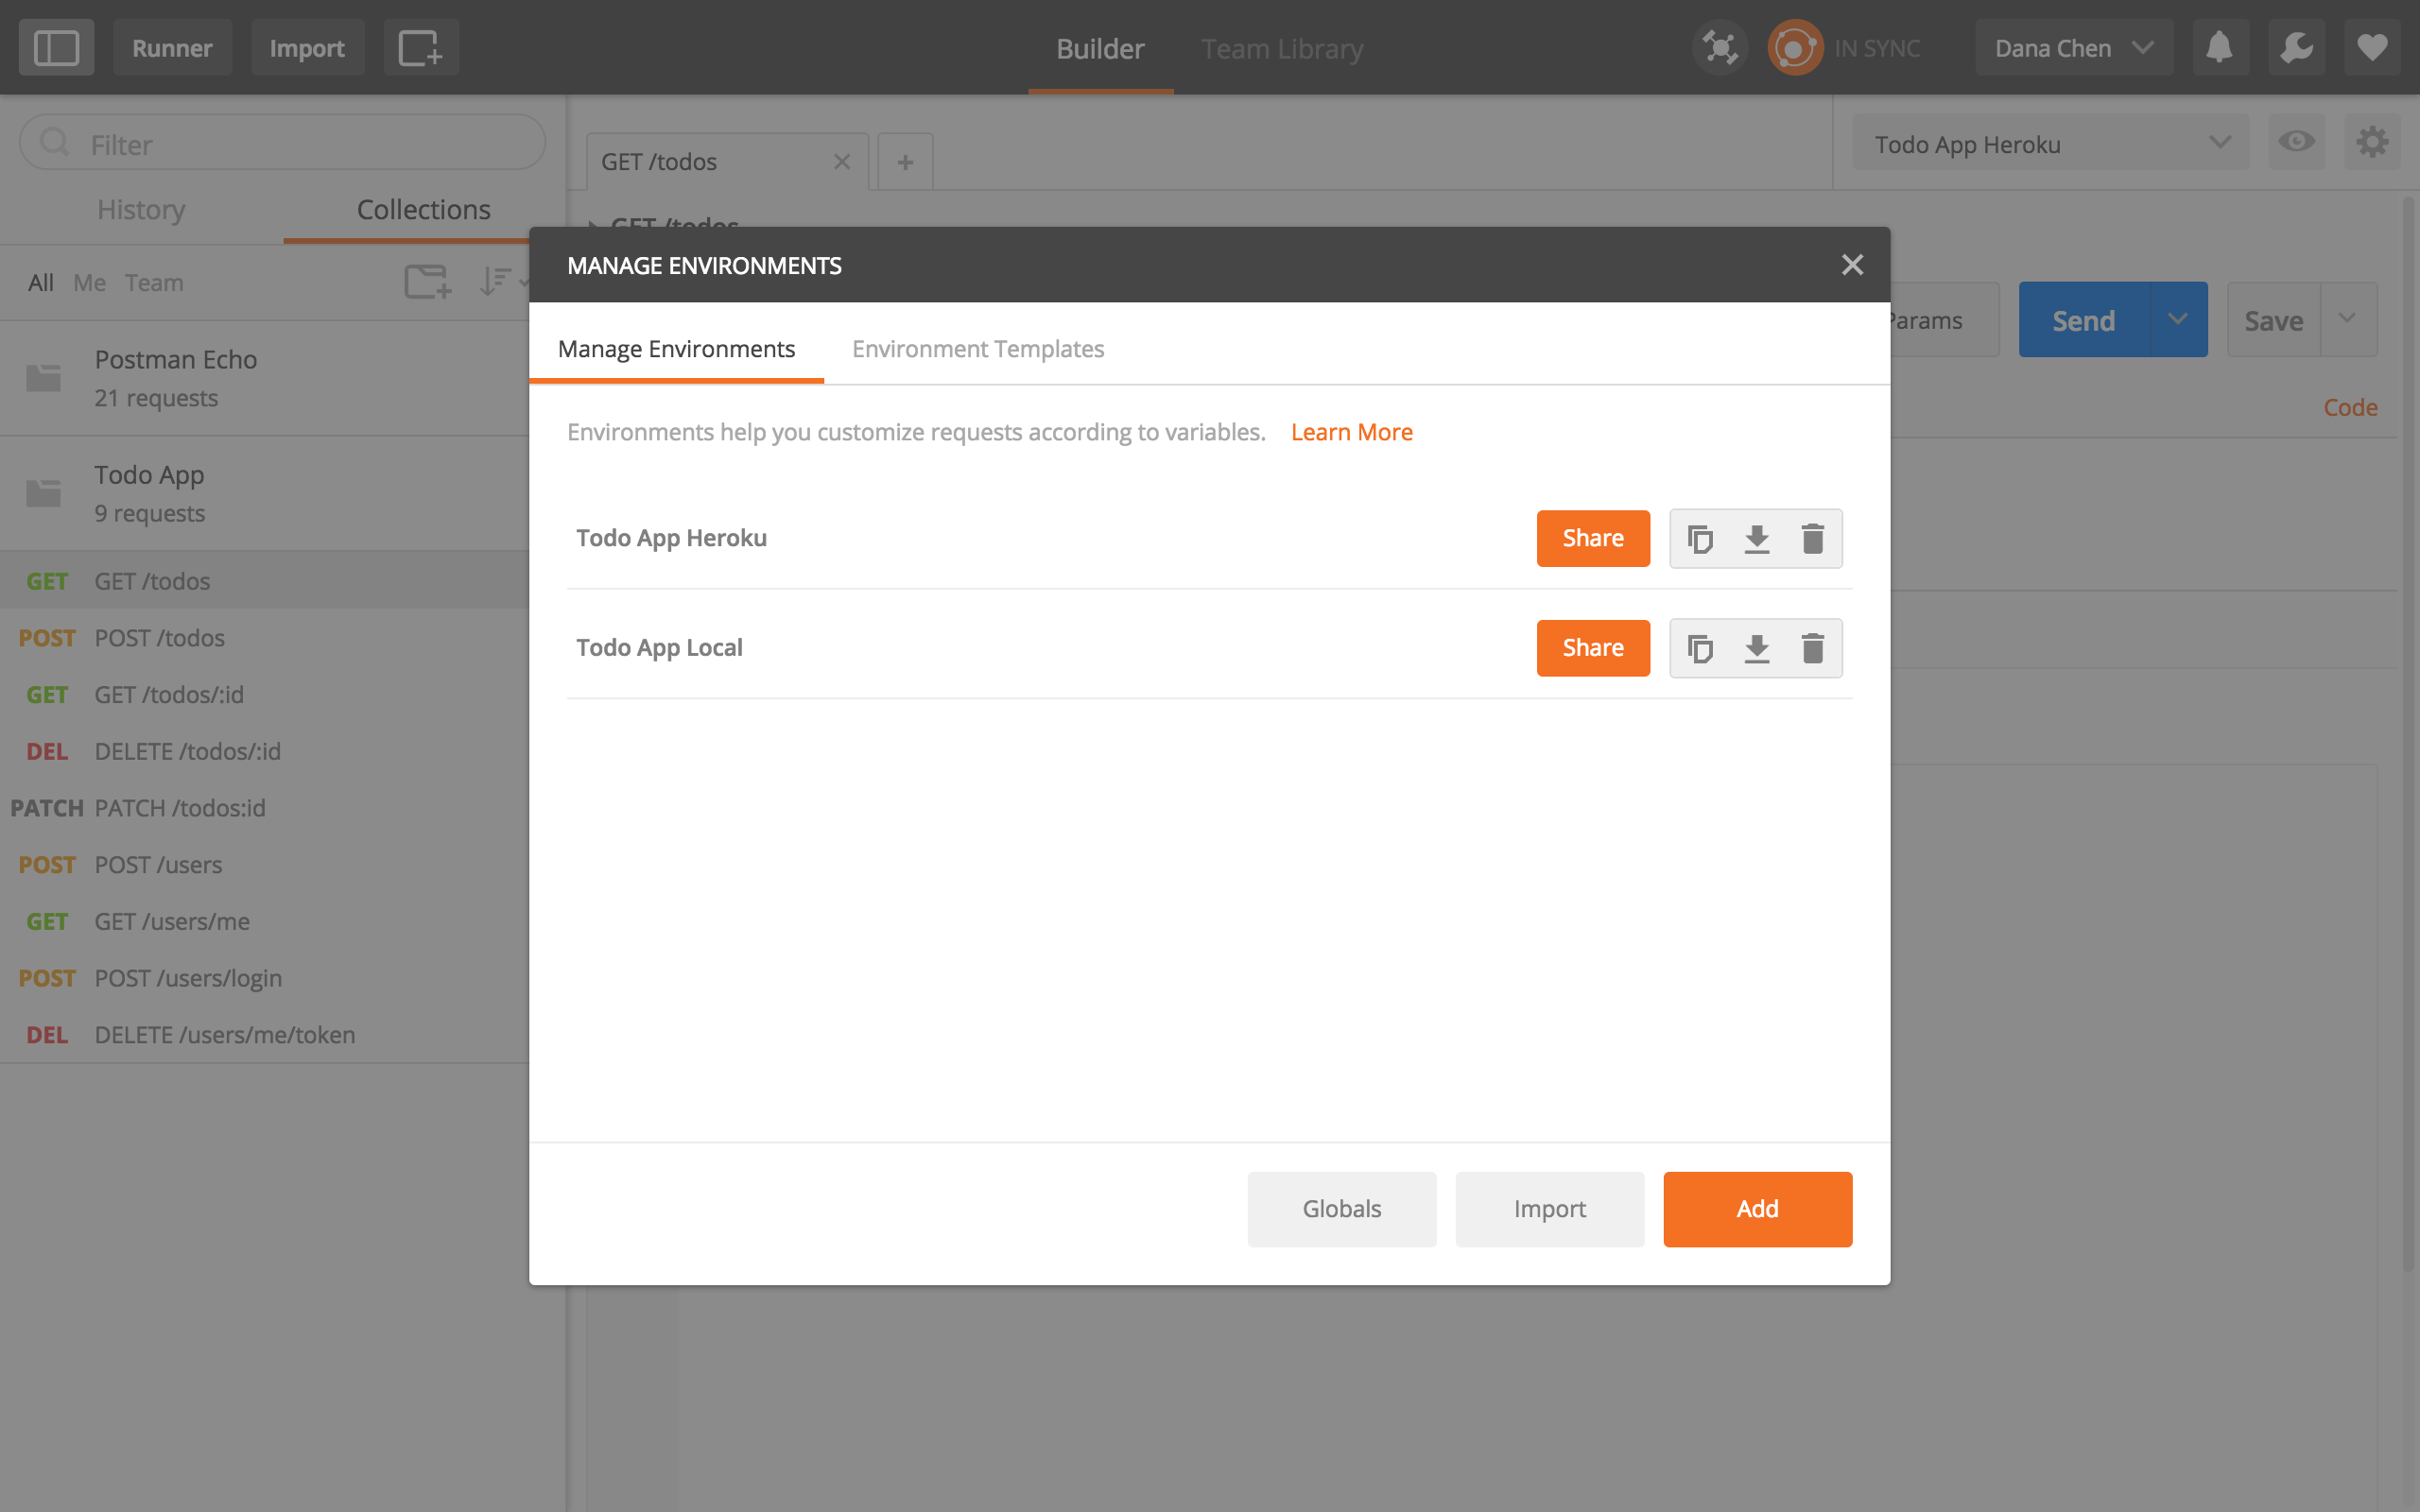 Runner Import Builder Team Library IN SYNC Dana Chen
Filter
GET /todos
Todo App Heroku
History Collections
GET /todos
All Me Team
MANAGE ENVIRONMENTS
Params Send Save
Manage Environments Environment Templates
Code
Postman Echo
21 requests
Environments help you customize requests according to variables. Learn More
Todo App
9 requests
Todo App Heroku Share
Todo App Local Share
GET GET /todos
POST POST /todos
GET GET /todos/:id
DEL DELETE /todos/:id
PATCH PATCH /todos:id
POST POST /users
GET GET /users/me
POST POST /users/login
DEL DELETE /users/me/token
Globals Import Add